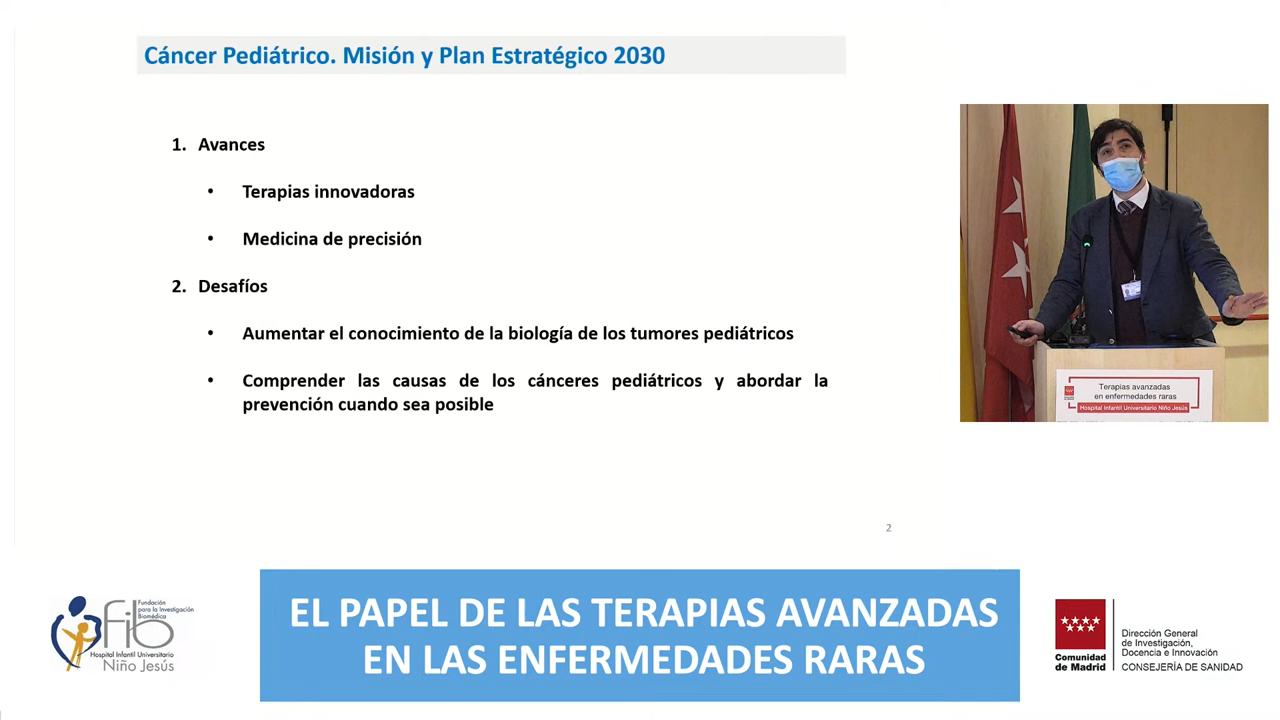 Cáncer Pediátrico. Misión y Plan Estratégico 2030
1. Avances
• Terapias innovadoras
• Medicina de precisión
2. Desafíos
• Aumentar el conocimiento de la biología de los tumores pediátricos
• Comprender las causas de los cánceres pediátricos y abordar la
prevención cuando sea posible
2
Terapias avanzadas
en enfermedades raras
Hospital Infantil Universitario Niño Jesús
Fundación
para la Investigación
Biomédica
fib
Hospital Infantil Universitario
Niño Jesús
EL PAPEL DE LAS TERAPIAS AVANZADAS
EN LAS ENFERMEDADES RARAS
Comunidad
de Madrid
Dirección General
de Investigación,
Docencia e Innovación
CONSEJERÍA DE SANIDAD